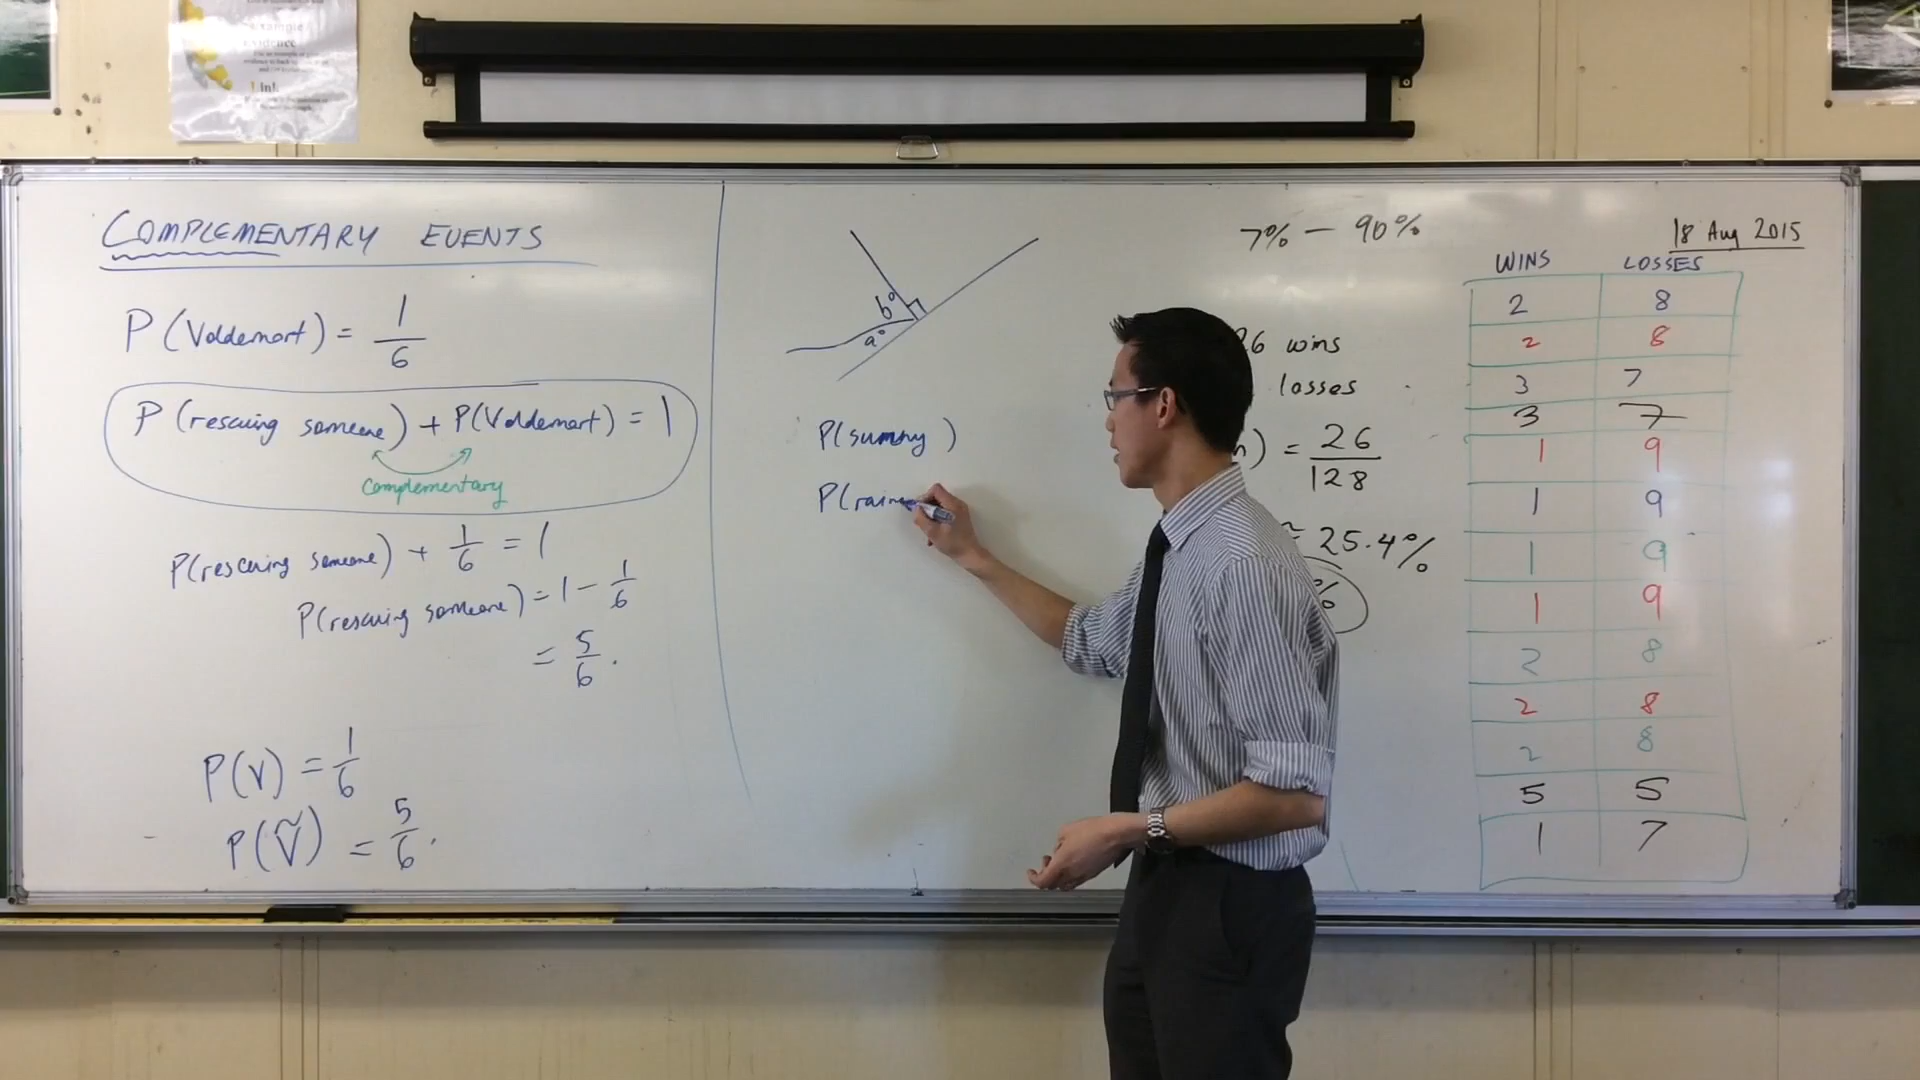 COMPLEMENTARY EVENTS
P(Voldemort) = 1/6
P(rescuing someone) + P(Voldemort) = 1
Complementary
P(rescuing someone) + 1/6 = 1
P(rescuing someone) = 1 - 1/6
= 5/6.
P(V) = 1/6
P(Ṽ) = 5/6.
b°
a°
P(sunny)
P(rain
7% - 90%
26 wins
losses
) = 26/128
25.4%
%
18 Aug 2015
WINS LOSSES
2 8
2 8
3 7
3 7
1 9
1 9
1 9
1 9
2 8
2 8
2 8
5 5
1 7